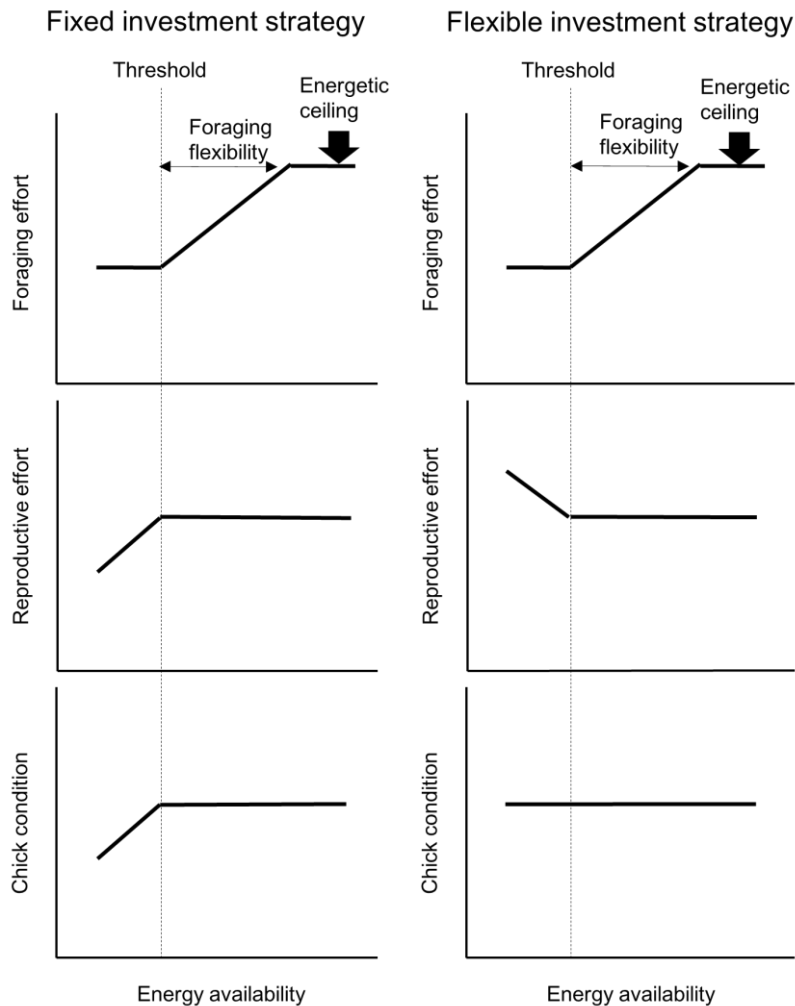 Fixed investment strategy
Threshold
Energetic
ceiling
Foraging
flexibility
Foraging effort
Reproductive effort
Chick condition
Energy availability
Flexible investment strategy
Threshold
Energetic
ceiling
Foraging
flexibility
Foraging effort
Reproductive effort
Chick condition
Energy availability